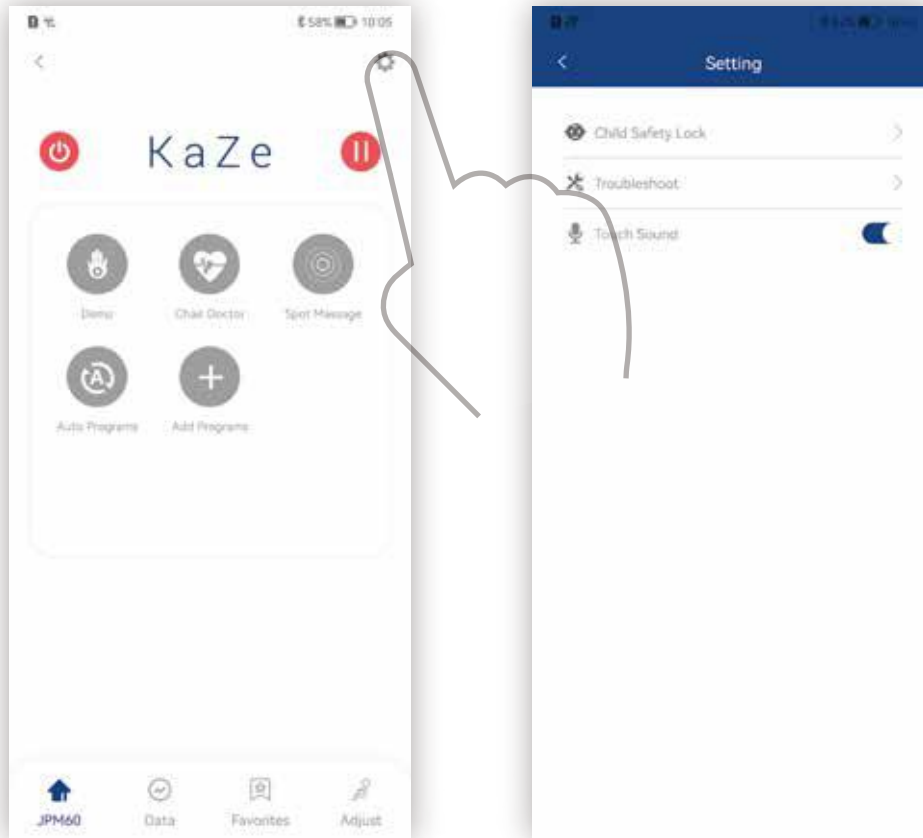 58% 10:05
KaZe
Demo
Chair Doctor
Spot Massage
Auto Programs
Add Programs
JPM60
Data
Favorites
Adjust
Setting
Child Safety Lock
Troubleshoot
Touch Sound